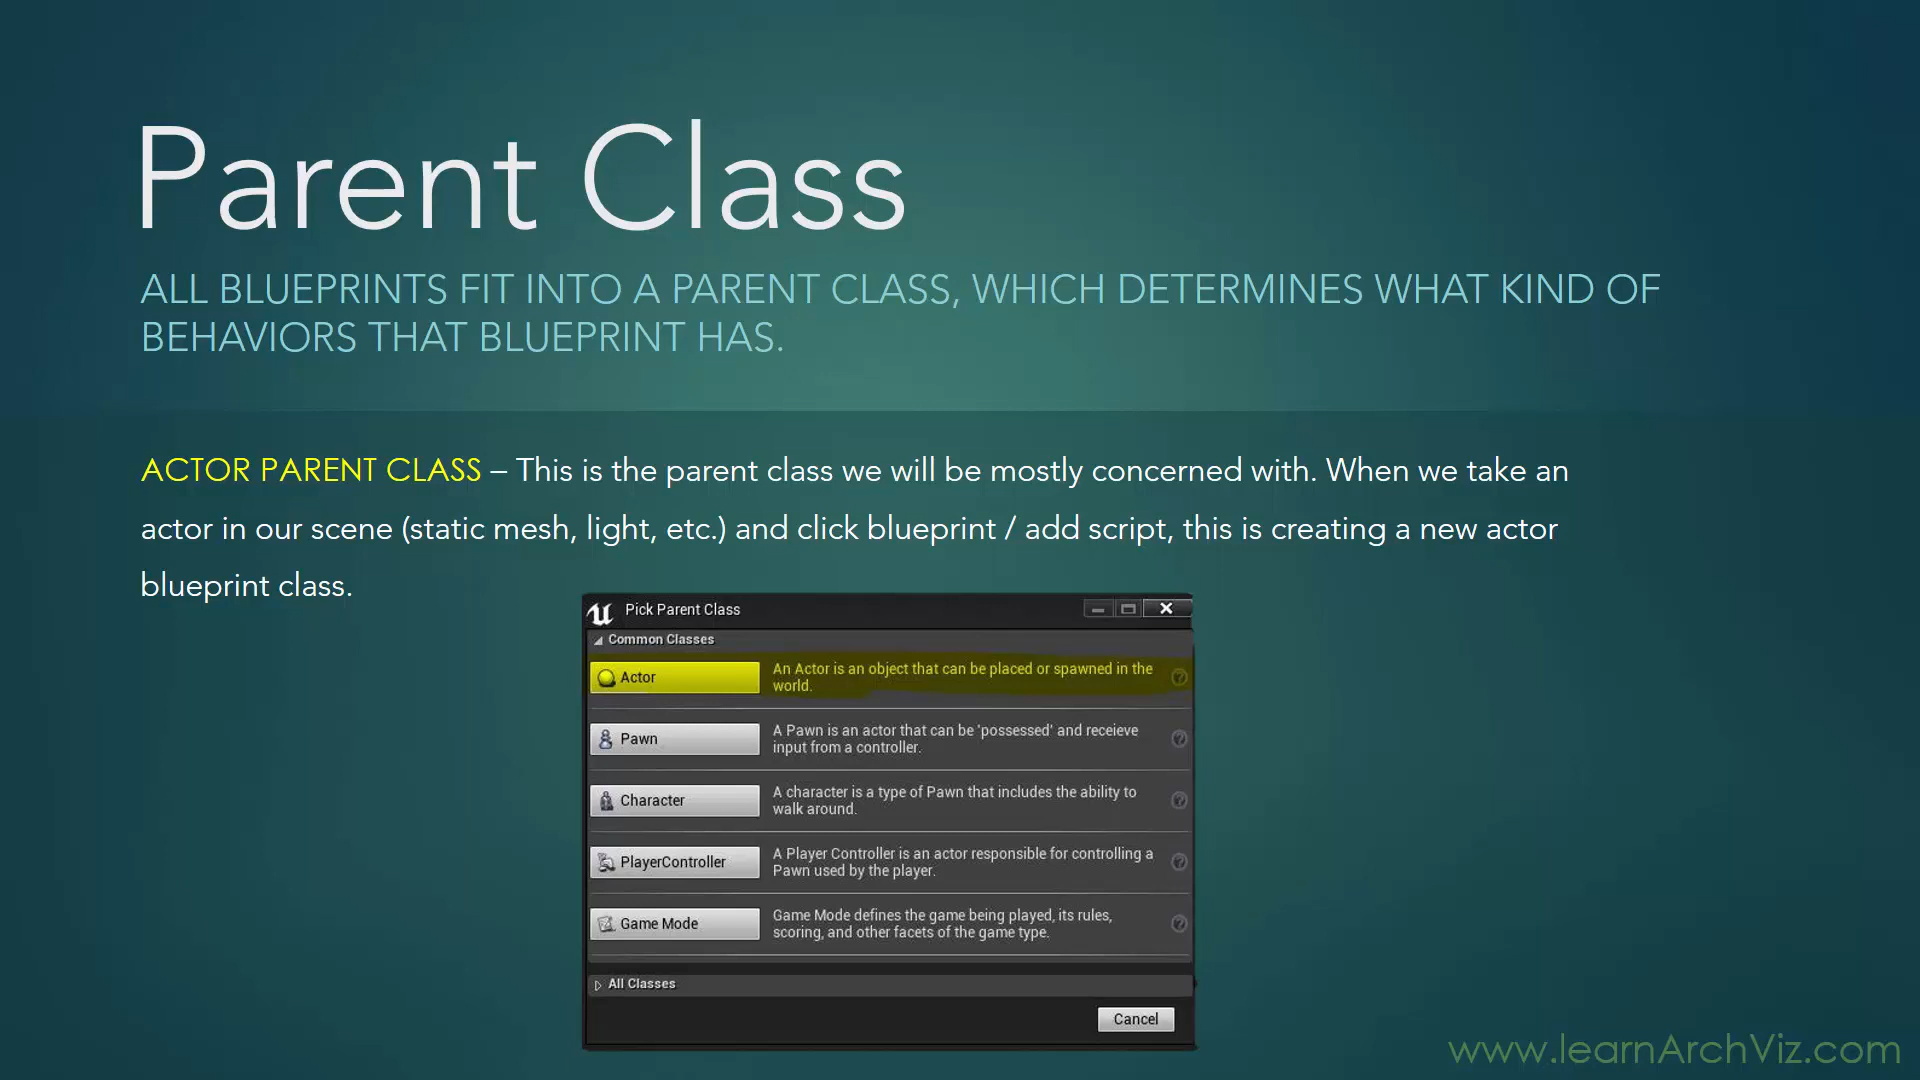 Parent Class
ALL BLUEPRINTS FIT INTO A PARENT CLASS, WHICH DETERMINES WHAT KIND OF
BEHAVIORS THAT BLUEPRINT HAS.
ACTOR PARENT CLASS – This is the parent class we will be mostly concerned with. When we take an
actor in our scene (static mesh, light, etc.) and click blueprint / add script, this is creating a new actor
blueprint class.
Pick Parent Class
Common Classes
Actor
An Actor is an object that can be placed or spawned in the
world.
Pawn
A Pawn is an actor that can be 'possessed' and receieve
input from a controller.
Character
A character is a type of Pawn that includes the ability to
walk around.
PlayerController
A Player Controller is an actor responsible for controlling a
Pawn used by the player.
Game Mode
Game Mode defines the game being played, its rules,
scoring, and other facets of the game type.
All Classes
Cancel
www.learnArchViz.com